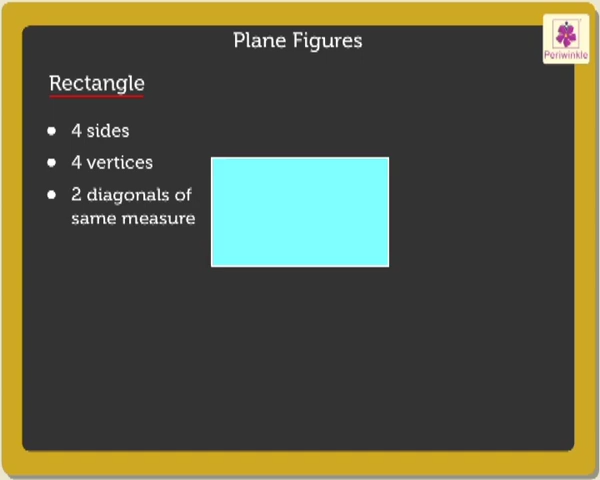 Plane Figures
Periwinkle
Rectangle
4 sides
4 vertices
2 diagonals of
same measure